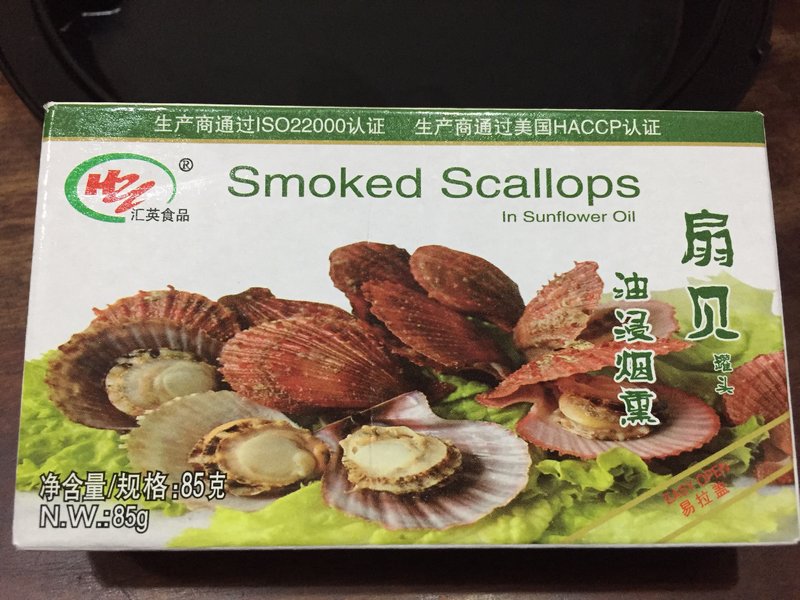 生产商通过ISO22000认证 生产商通过美国HACCP认证
HZY ®
汇英食品
Smoked Scallops
In Sunflower Oil
扇贝罐头
油浸烟熏
净含量/规格:85克
N.W.:85g
EASY OPEN
易拉盖